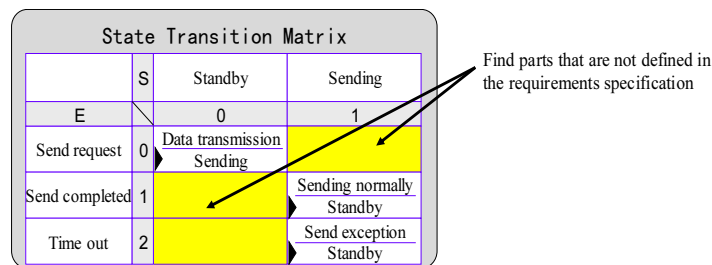 State Transition Matrix
S Standby Sending
E 0 1
Send request 0 Data transmission
Sending
Send completed 1 Sending normally
Standby
Time out 2 Send exception
Standby
Find parts that are not defined in
the requirements specification